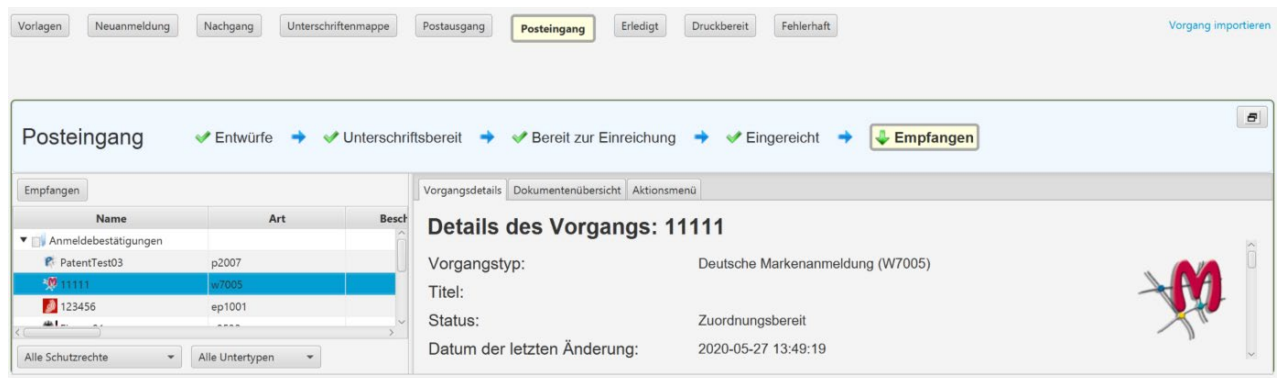 Vorlagen Neuanmeldung Nachgang Unterschriftenmappe Postausgang Posteingang Erledigt Druckbereit Fehlerhaft Vorgang importieren
Posteingang Entwürfe Unterschriftsbereit Bereit zur Einreichung Eingereicht Empfangen
Empfangen
Name Art Besch
Anmeldebestätigungen
PatentTest03 p2007
11111 w7005
123456 ep1001
Alle Schutzrechte Alle Untertypen
Vorgangsdetails Dokumentenübersicht Aktionsmenü
Details des Vorgangs: 11111
Vorgangstyp: Deutsche Markenanmeldung (W7005)
Titel:
Status: Zuordnungsbereit
Datum der letzten Änderung: 2020-05-27 13:49:19